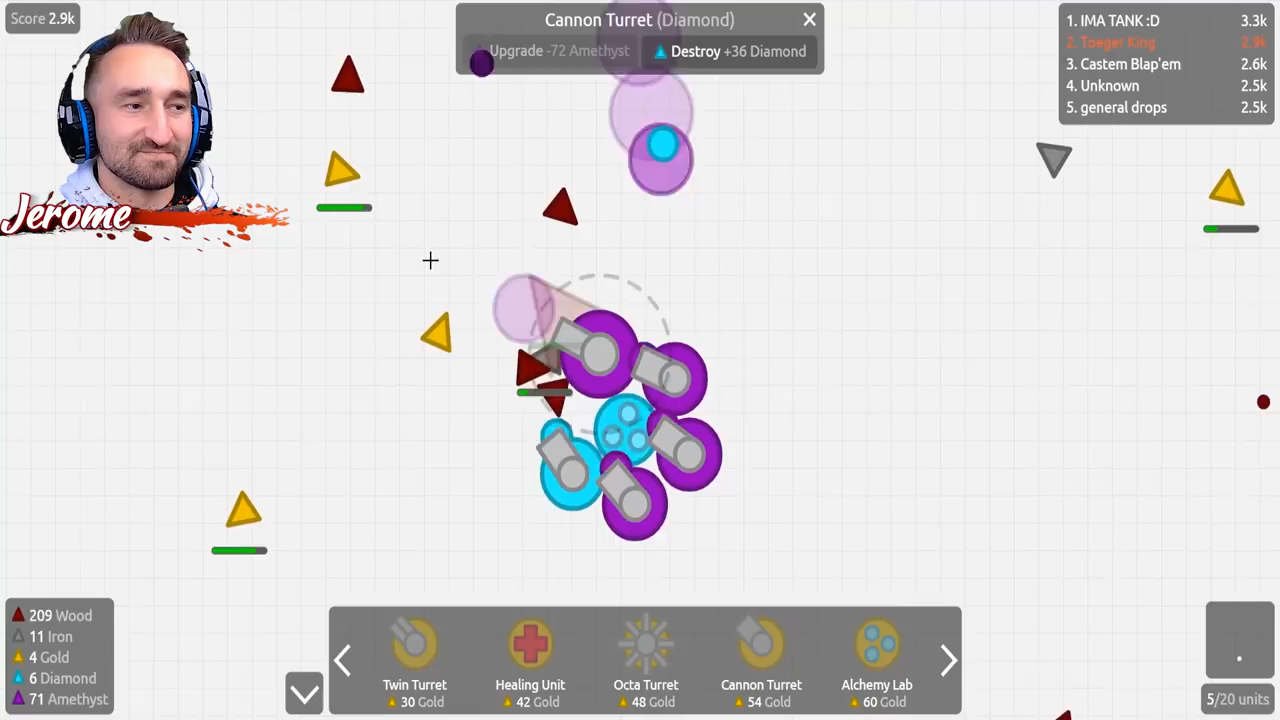 Score 2.9k
Cannon Turret (Diamond)
Upgrade -72 Amethyst
Destroy +36 Diamond
1. IMA TANK :D 3.3k
2. Toeger King 2.9k
3. Castem Blap'em 2.6k
4. Unknown 2.5k
5. general drops 2.5k
Jerome
209 Wood
11 Iron
4 Gold
6 Diamond
71 Amethyst
Twin Turret
30 Gold
Healing Unit
42 Gold
Octa Turret
48 Gold
Cannon Turret
54 Gold
Alchemy Lab
60 Gold
5/20 units